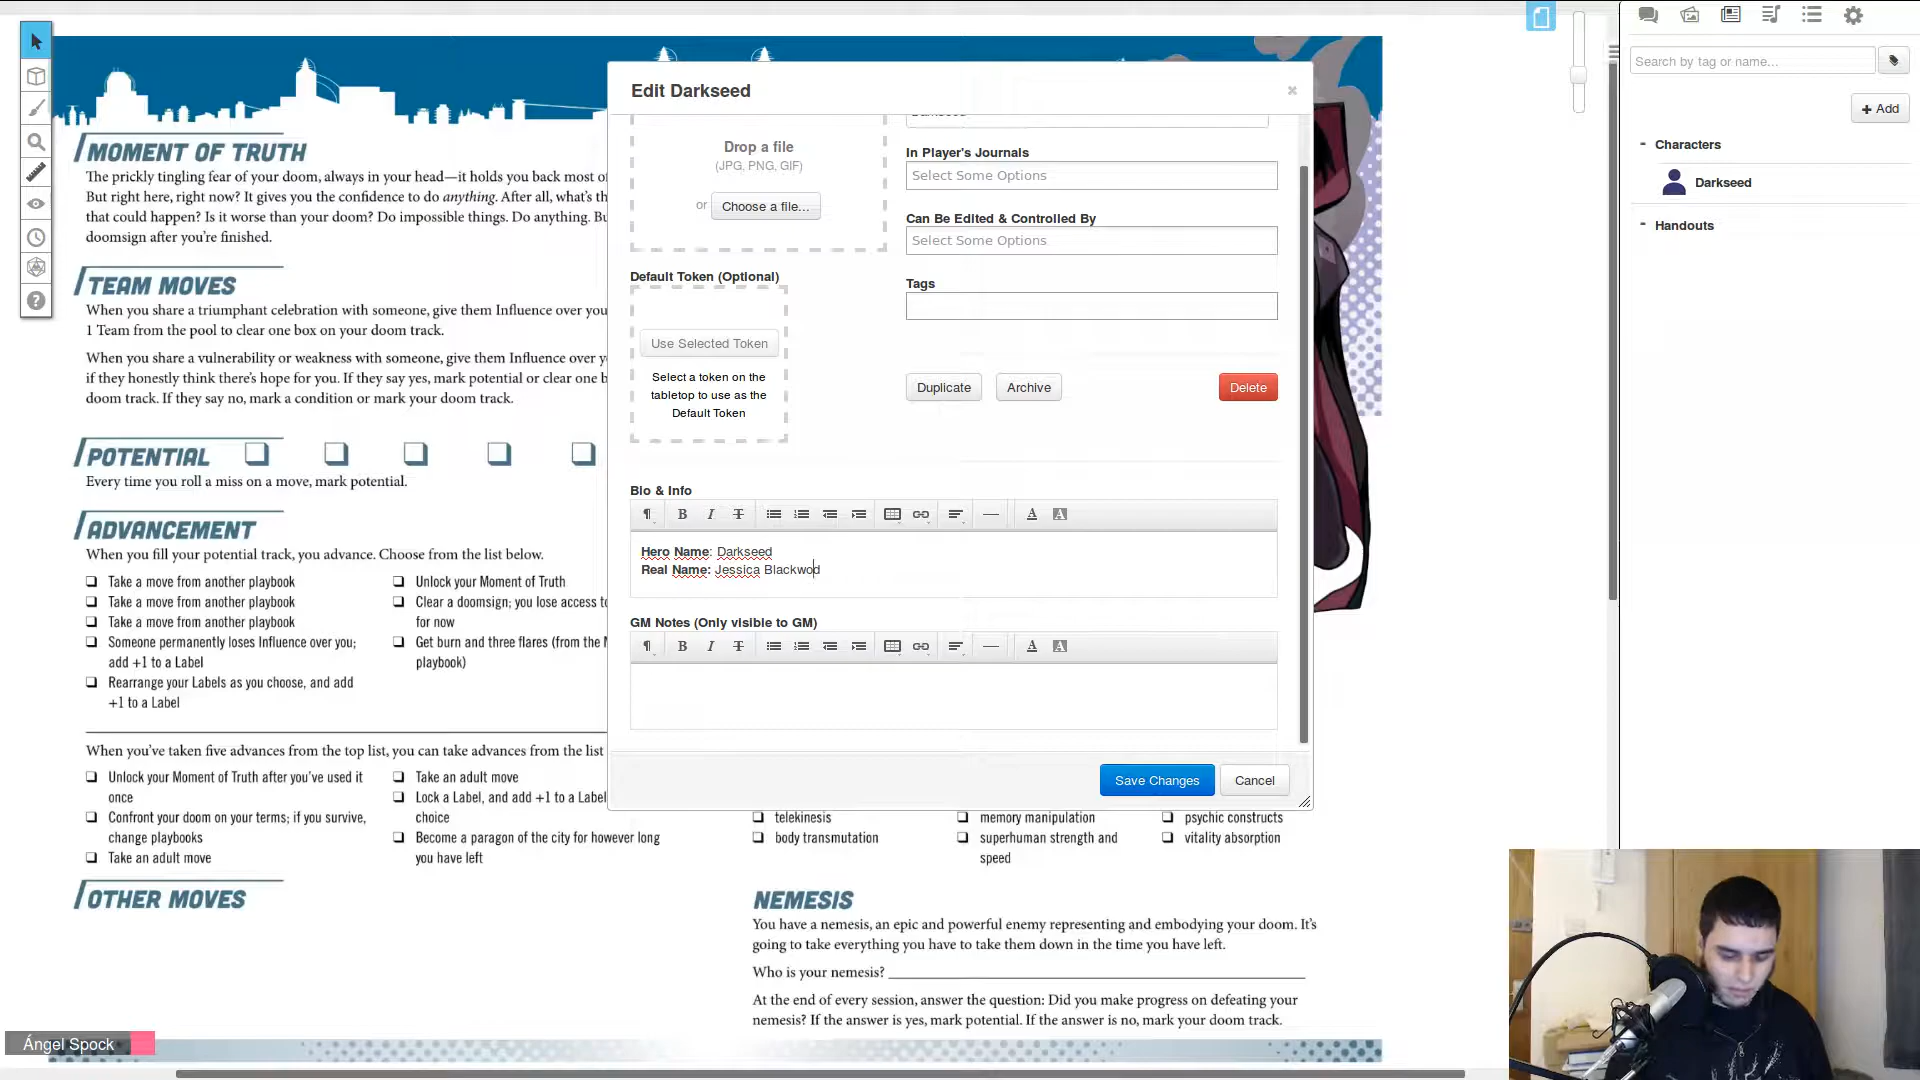 MOMENT OF TRUTH
The prickly tingling fear of your doom, always in your head—it holds you back most o
But right here, right now? It gives you the confidence to do anything. After all, what's th
that could happen? Is it worse than your doom? Do impossible things. Do anything. Bu
doomsign after you're finished.
TEAM MOVES
When you share a triumphant celebration with someone, give them Influence over you
1 Team from the pool to clear one box on your doom track.
When you share a vulnerability or weakness with someone, give them Influence over y
if they honestly think there's hope for you. If they say yes, mark potential or clear one b
doom track. If they say no, mark a condition or mark your doom track.
POTENTIAL
Every time you roll a miss on a move, mark potential.
ADVANCEMENT
When you fill your potential track, you advance. Choose from the list below.
Take a move from another playbook
Take a move from another playbook
Take a move from another playbook
Someone permanently loses Influence over you;
add +1 to a Label
Rearrange your Labels as you choose, and add
+1 to a Label
Unlock your Moment of Truth
Clear a doomsign; you lose access to
for now
Get burn and three flares (from the N
playbook)
When you've taken five advances from the top list, you can take advances from the list
Unlock your Moment of Truth after you've used it
once
Confront your doom on your terms; if you survive,
change playbooks
Take an adult move
Take an adult move
Lock a Label, and add +1 to a Label
choice
Become a paragon of the city for however long
you have left
OTHER MOVES
Edit Darkseed
×
Darkseed
Drop a file
(JPG, PNG, GIF)
or Choose a file...
Default Token (Optional)
Use Selected Token
Select a token on the
tabletop to use as the
Default Token
In Player's Journals
Select Some Options
Can Be Edited & Controlled By
Select Some Options
Tags
Duplicate
Archive
Delete
Bio & Info
¶ B I T A A
Hero Name: Darkseed
Real Name: Jessica Blackwod
GM Notes (Only visible to GM)
¶ B I T A A
Save Changes
Cancel
telekinesis
body transmutation
memory manipulation
superhuman strength and
speed
psychic constructs
vitality absorption
NEMESIS
You have a nemesis, an epic and powerful enemy representing and embodying your doom. It's
going to take everything you have to take them down in the time you have left.
Who is your nemesis?
At the end of every session, answer the question: Did you make progress on defeating your
nemesis? If the answer is yes, mark potential. If the answer is no, mark your doom track.
Search by tag or name...
+ Add
- Characters
Darkseed
- Handouts
Ángel Spock